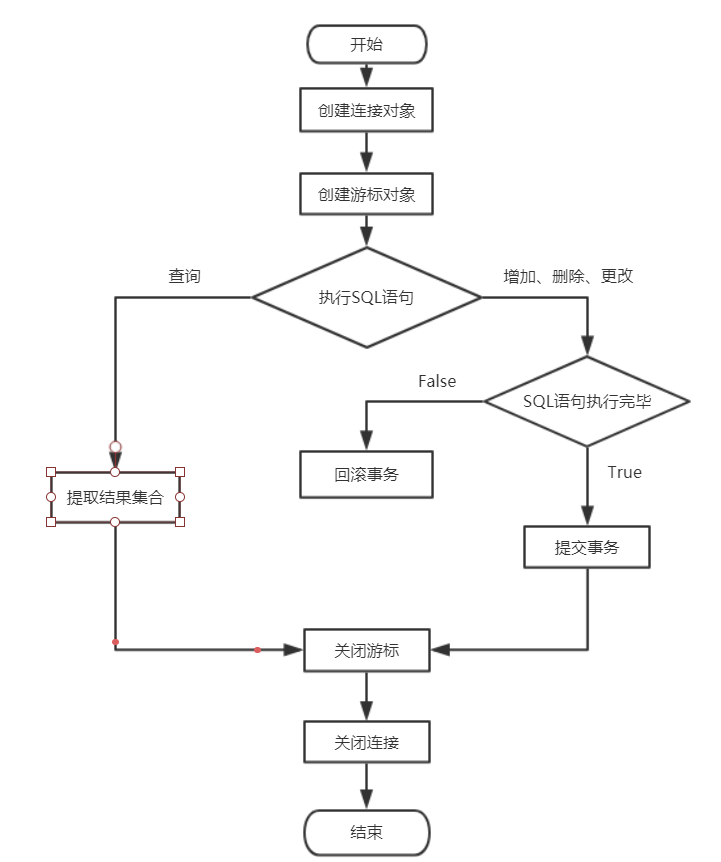 开始
创建连接对象
创建游标对象
查询
执行SQL语句
增加、删除、更改
False
SQL语句执行完毕
True
提取结果集合
回滚事务
提交事务
关闭游标
关闭连接
结束